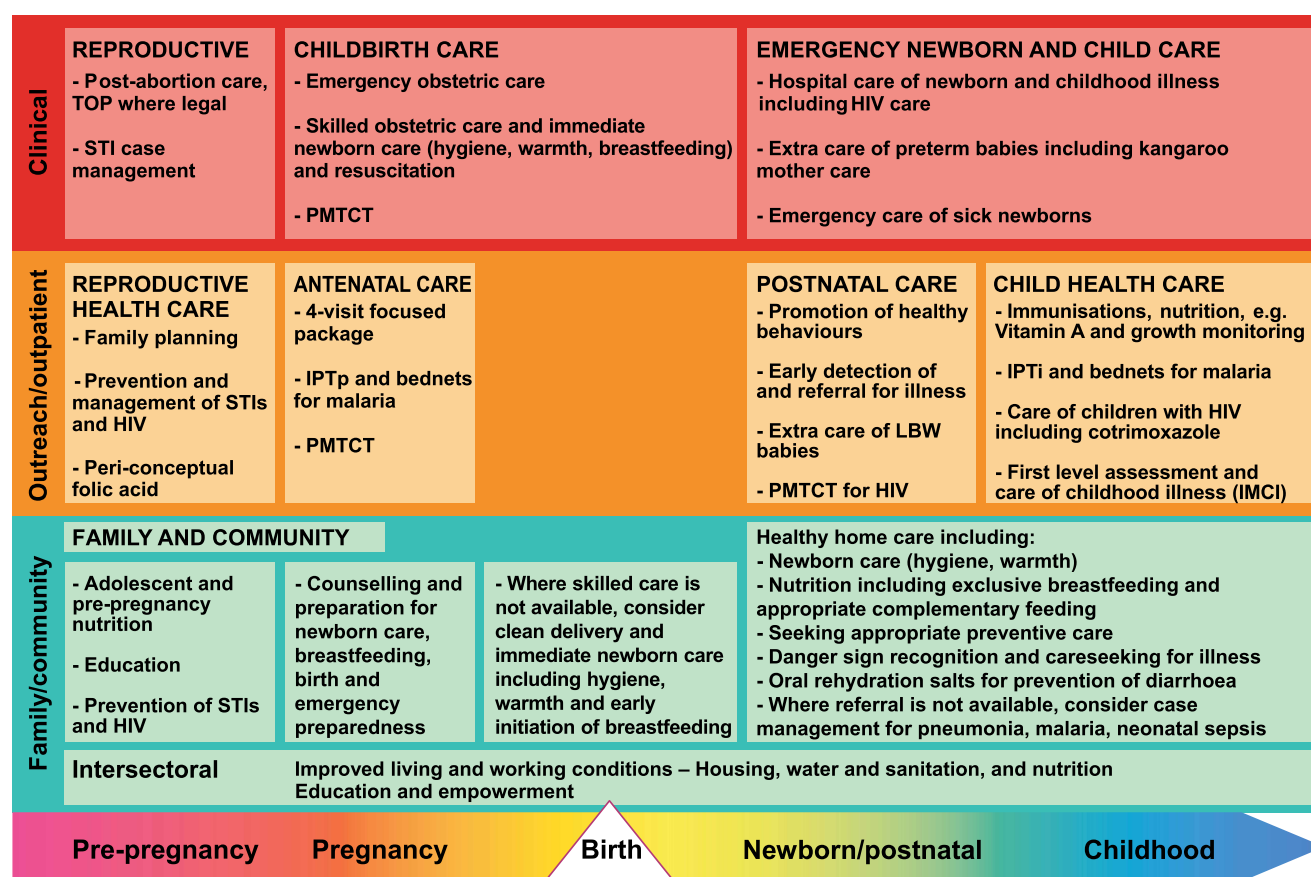 Clinical
REPRODUCTIVE
- Post-abortion care,
TOP where legal
- STI case
management
CHILDBIRTH CARE
- Emergency obstetric care
- Skilled obstetric care and immediate
newborn care (hygiene, warmth, breastfeeding)
and resuscitation
- PMTCT
EMERGENCY NEWBORN AND CHILD CARE
- Hospital care of newborn and childhood illness
including HIV care
- Extra care of preterm babies including kangaroo
mother care
- Emergency care of sick newborns
Outreach/outpatient
REPRODUCTIVE
HEALTH CARE
- Family planning
- Prevention and
management of STIs
and HIV
- Peri-conceptual
folic acid
ANTENATAL CARE
- 4-visit focused
package
- IPTp and bednets
for malaria
- PMTCT
POSTNATAL CARE
- Promotion of healthy
behaviours
- Early detection of
and referral for illness
- Extra care of LBW
babies
- PMTCT for HIV
CHILD HEALTH CARE
- Immunisations, nutrition, e.g.
Vitamin A and growth monitoring
- IPTi and bednets for malaria
- Care of children with HIV
including cotrimoxazole
- First level assessment and
care of childhood illness (IMCI)
Family/community
FAMILY AND COMMUNITY
- Adolescent and
pre-pregnancy
nutrition
- Education
- Prevention of STIs
and HIV
- Counselling and
preparation for
newborn care,
breastfeeding,
birth and
emergency
preparedness
- Where skilled care is
not available, consider
clean delivery and
immediate newborn care
including hygiene,
warmth and early
initiation of breastfeeding
Healthy home care including:
- Newborn care (hygiene, warmth)
- Nutrition including exclusive breastfeeding and
appropriate complementary feeding
- Seeking appropriate preventive care
- Danger sign recognition and careseeking for illness
- Oral rehydration salts for prevention of diarrhoea
- Where referral is not available, consider case
management for pneumonia, malaria, neonatal sepsis
Intersectoral
Improved living and working conditions – Housing, water and sanitation, and nutrition
Education and empowerment
Pre-pregnancy
Pregnancy
Birth
Newborn/postnatal
Childhood